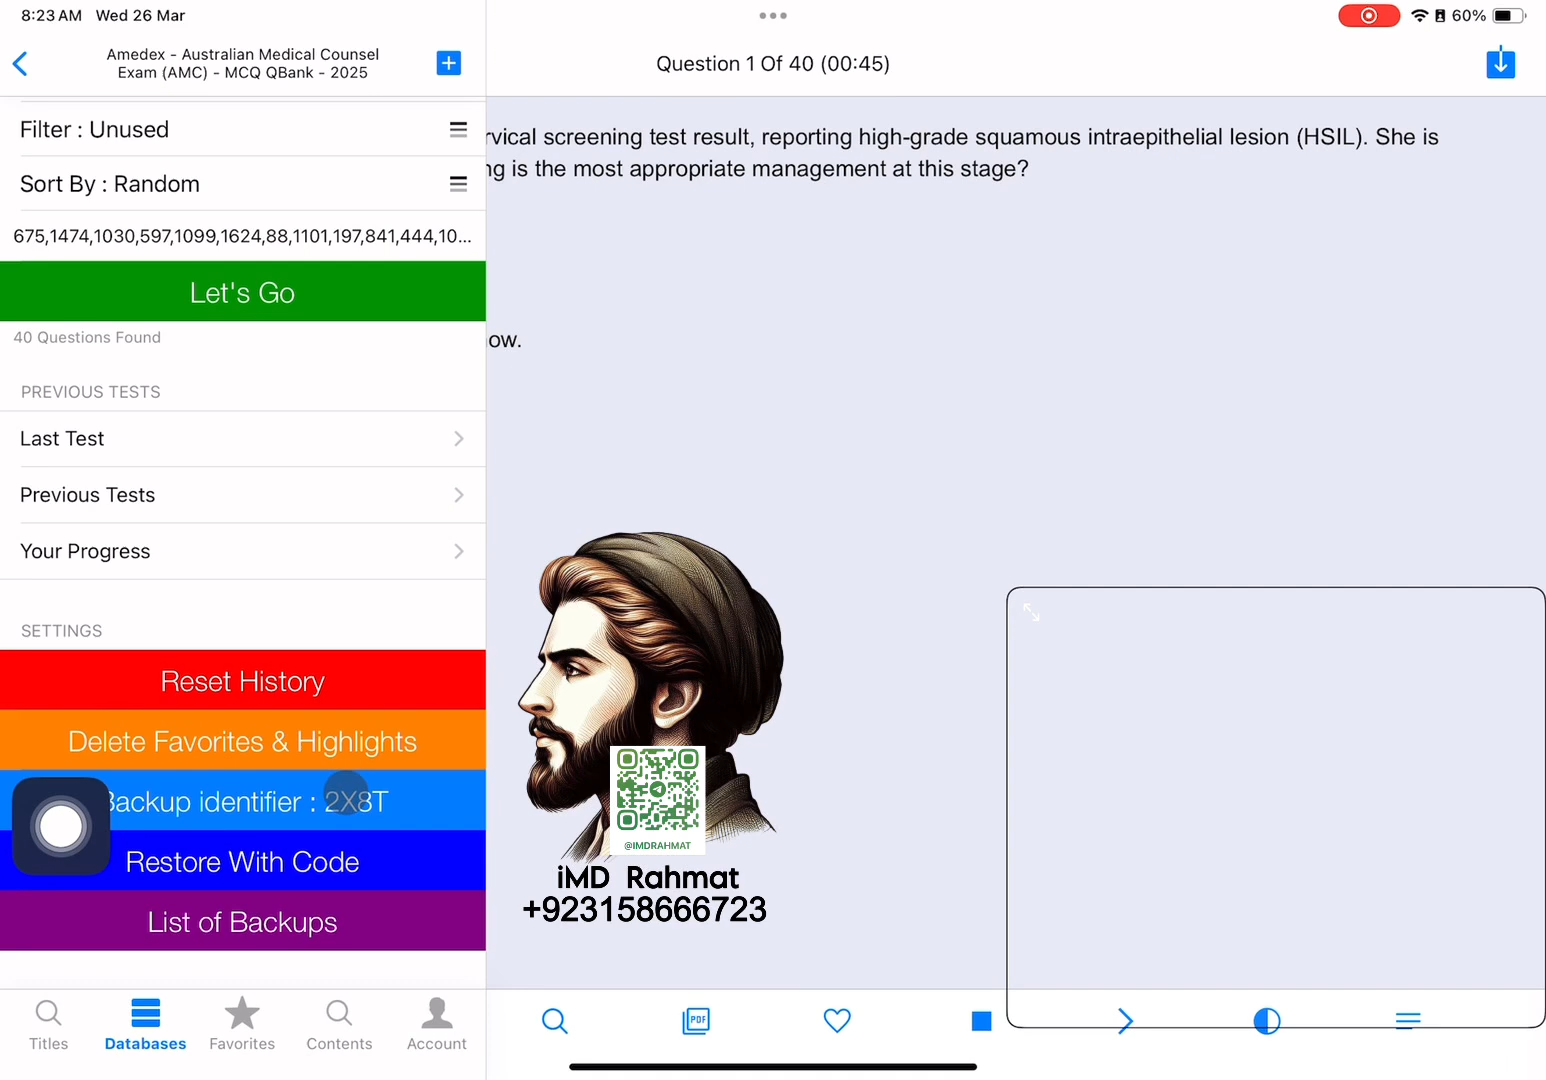 8:23 AM Wed 26 Mar
60%
Amedex - Australian Medical Counsel
Exam (AMC) - MCQ QBank - 2025
Question 1 Of 40 (00:45)
Filter : Unused
Sort By : Random
675,1474,1030,597,1099,1624,88,1101,197,841,444,10...
Let's Go
40 Questions Found
PREVIOUS TESTS
Last Test
Previous Tests
Your Progress
SETTINGS
Reset History
Delete Favorites & Highlights
Backup identifier : 2X8T
Restore With Code
List of Backups
Titles
Databases
Favorites
Contents
Account
rvical screening test result, reporting high-grade squamous intraepithelial lesion (HSIL). She is
ng is the most appropriate management at this stage?
ow.
@IMDRAHMAT
iMD Rahmat
+923158666723
PDF